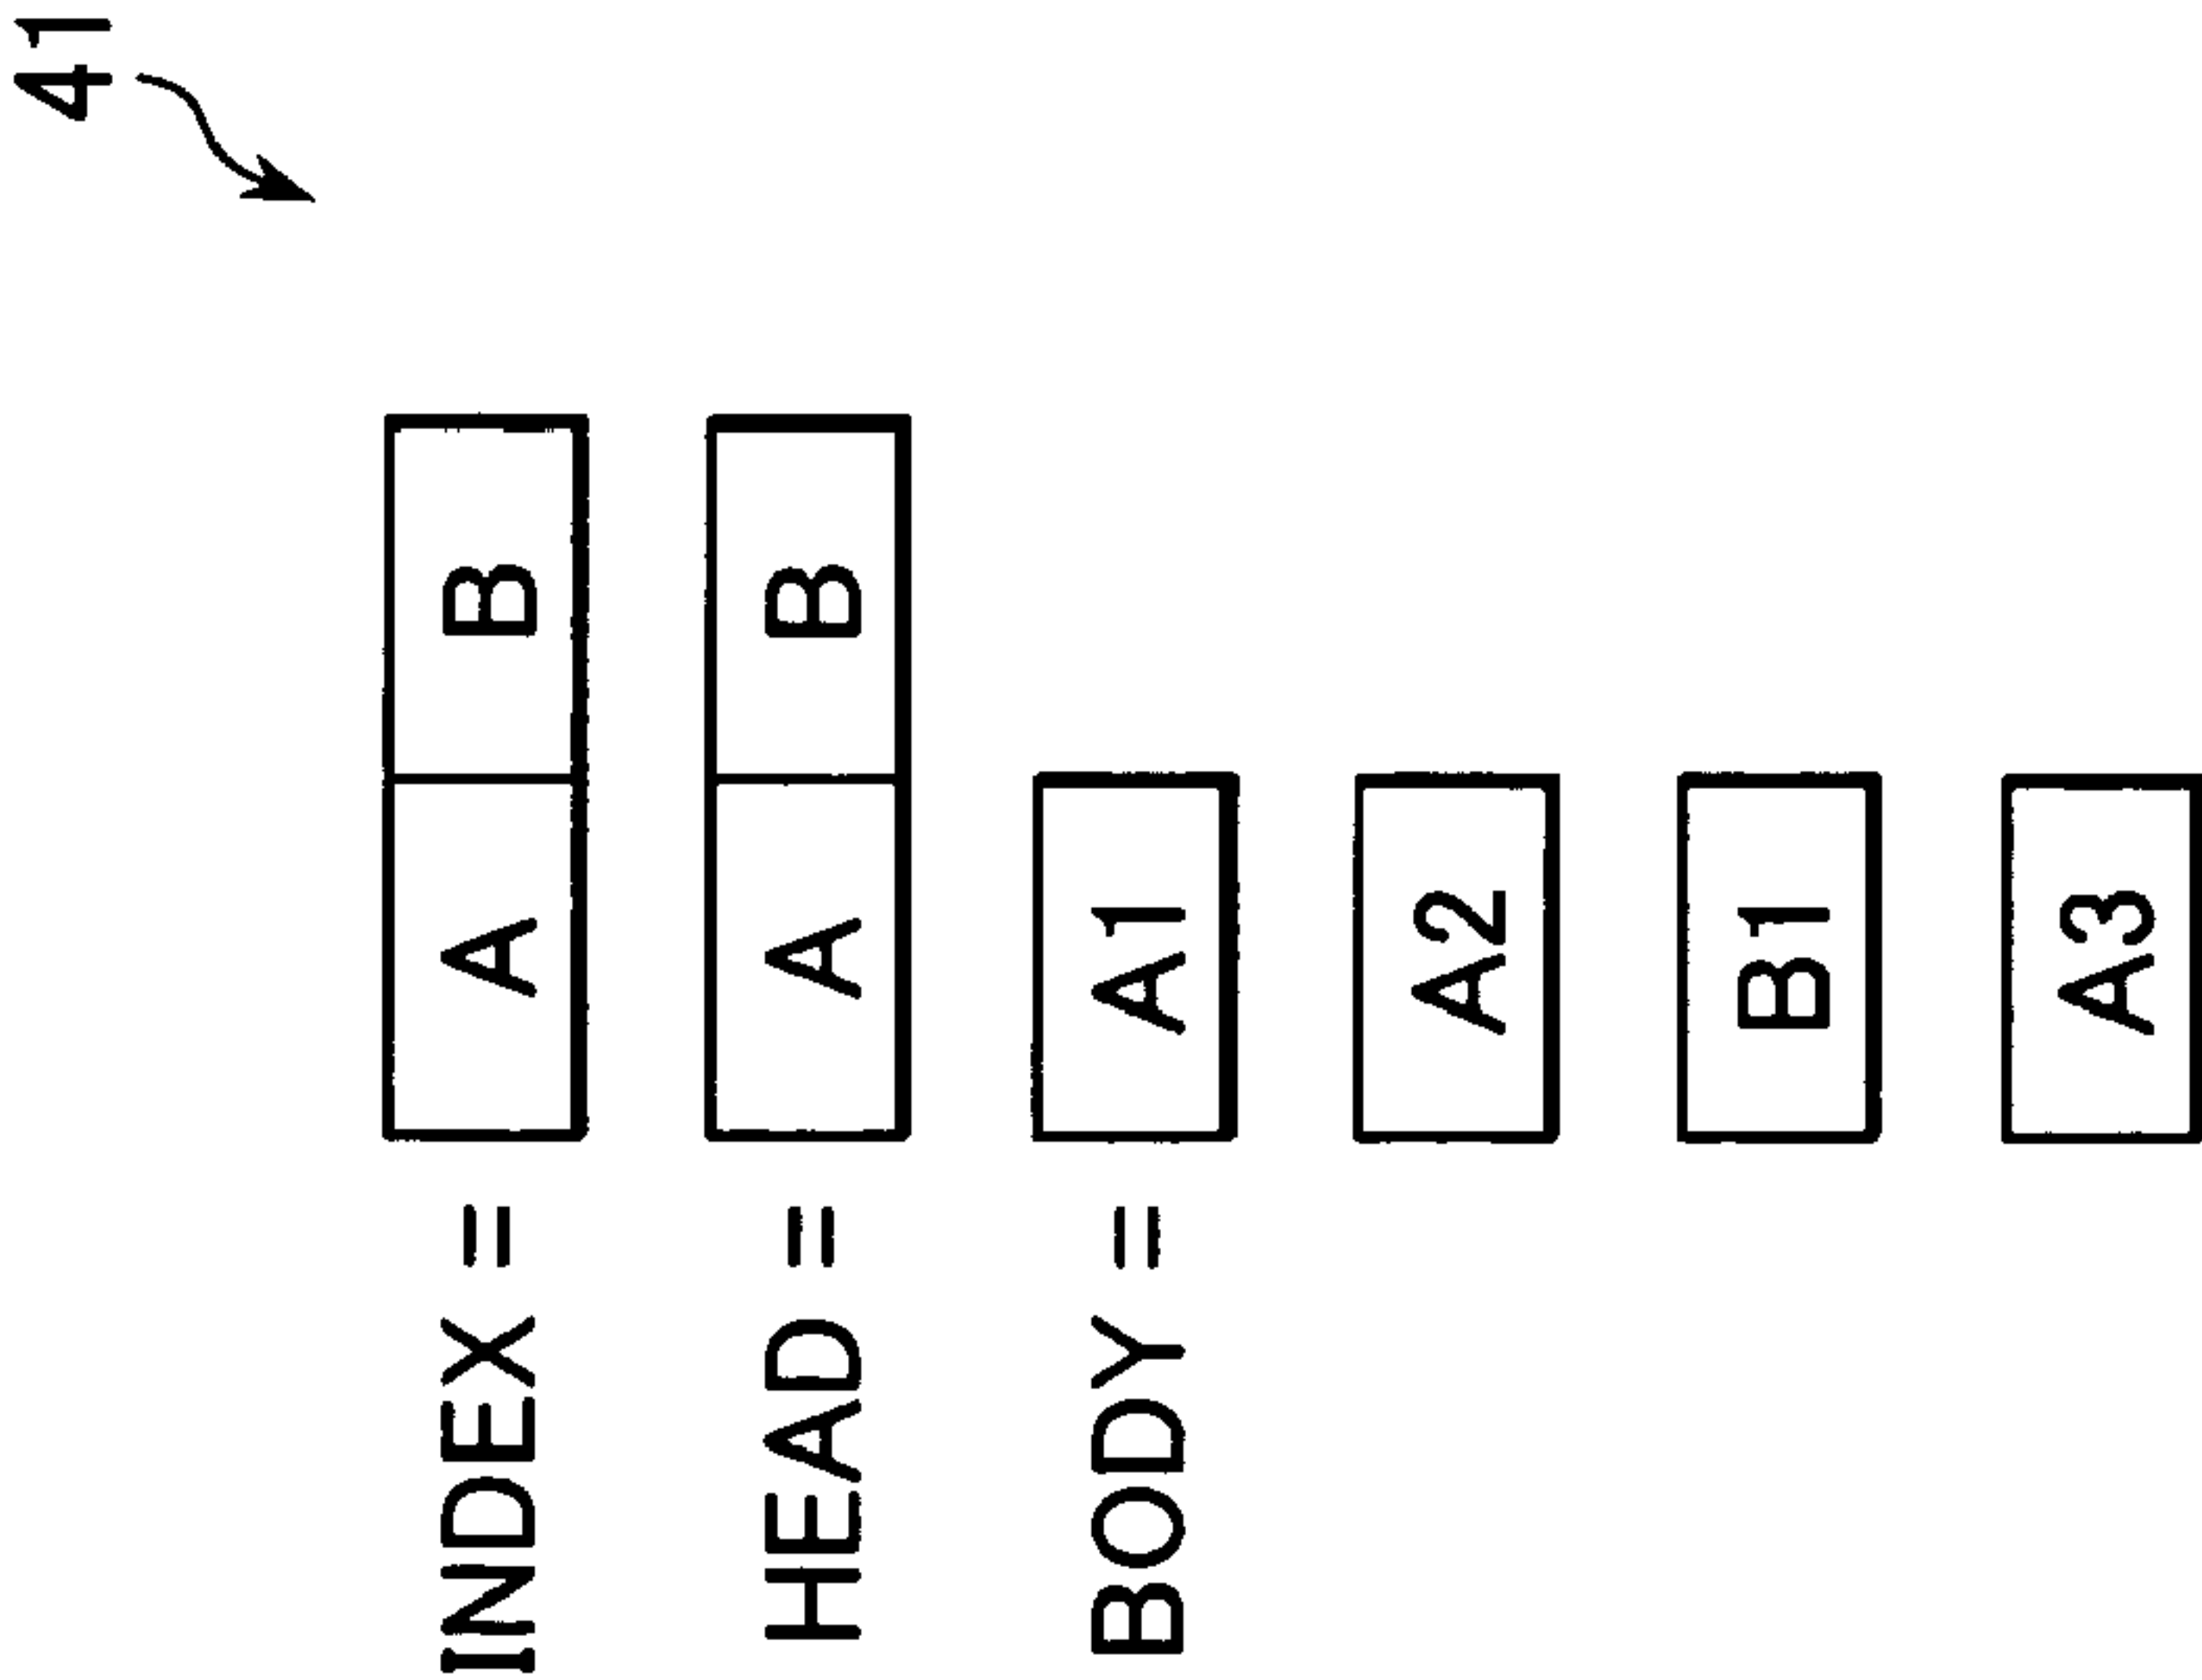 41
INDEX = A B
HEAD = A B
BODY = A1
A2
B1
A3